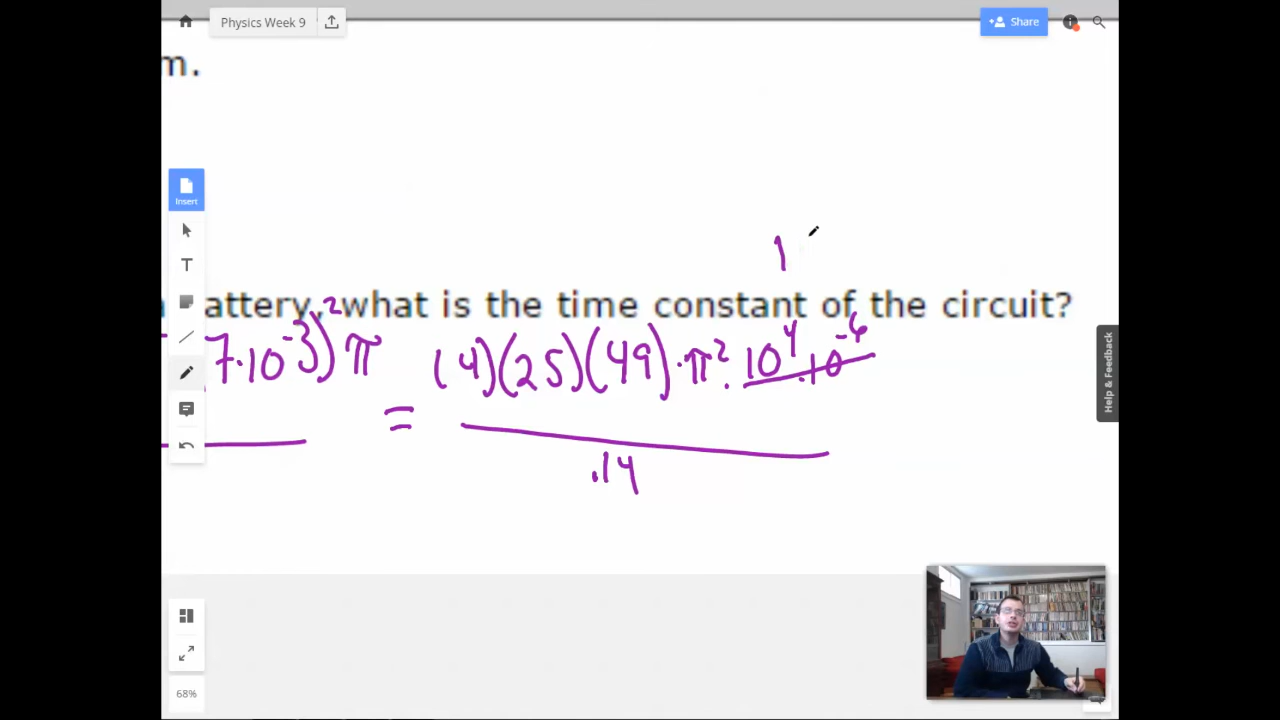 Physics Week 9
Share
m.
Insert
T
1
attery, what is the time constant of the circuit?
7·10⁻³)²π = (4)(25)(49)·π²·10⁴·10⁻⁶
.14
Help & Feedback
68%